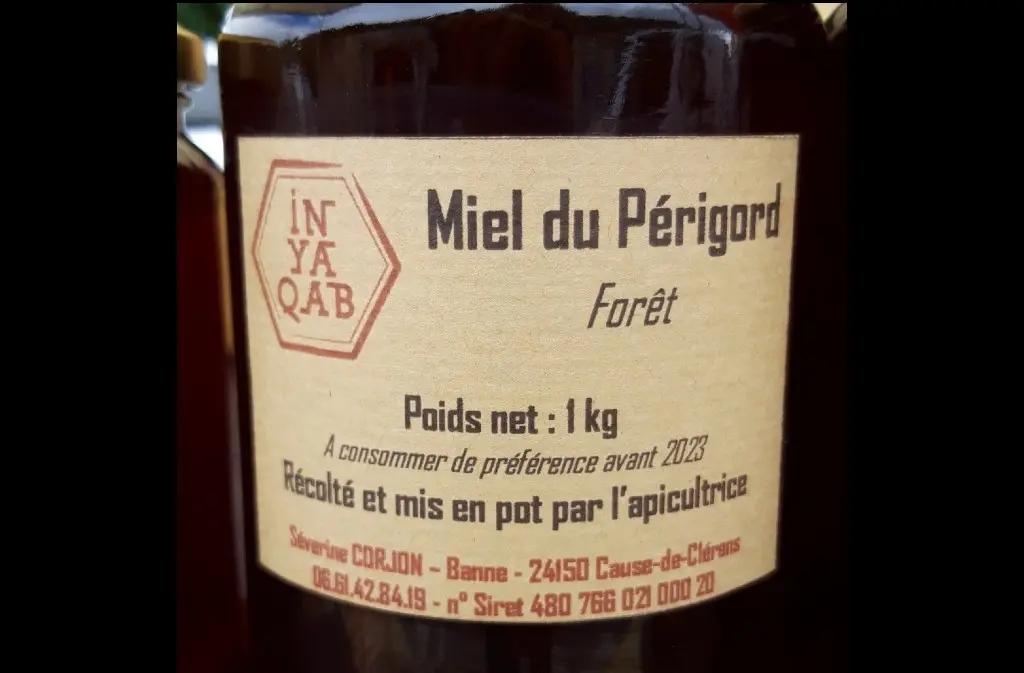 iN
YA
QAB
Miel du Périgord
Forêt
Poids net : 1 kg
A consommer de préférence avant 2023
Récolté et mis en pot par l'apicultrice
Séverine CORJON - Banne - 24150 Cause-de-Clérans
06.61.42.84.19 - n° Siret 480 766 021 000 20